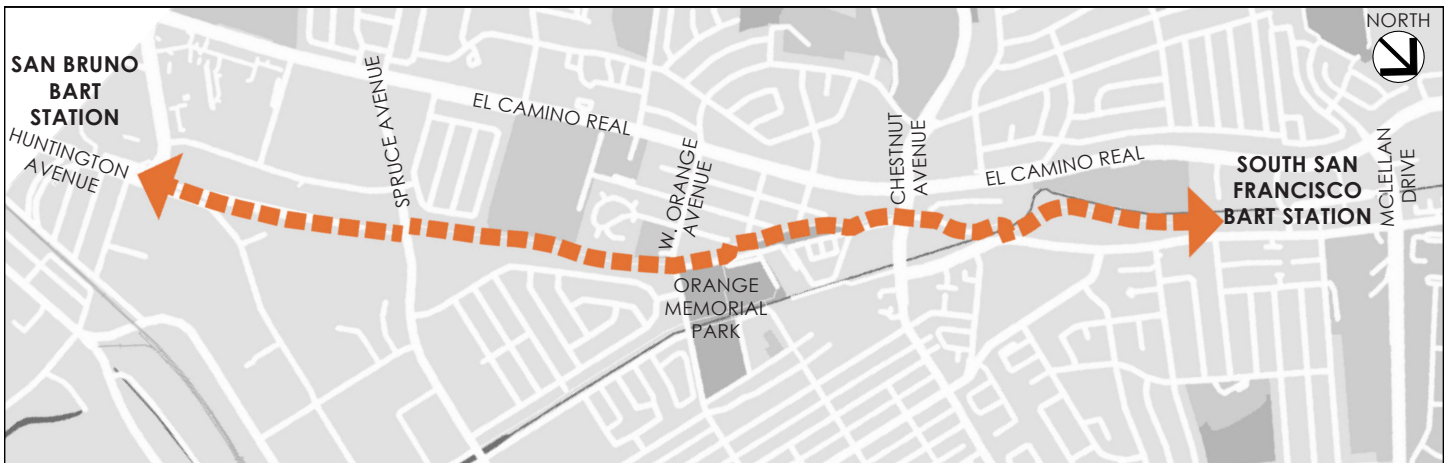 NORTH
SAN BRUNO
BART
STATION
HUNTINGTON
AVENUE
SPRUCE AVENUE
EL CAMINO REAL
W. ORANGE
AVENUE
ORANGE
MEMORIAL
PARK
CHESTNUT
AVENUE
EL CAMINO REAL
SOUTH SAN
FRANCISCO
BART STATION
MCLELLAN
DRIVE